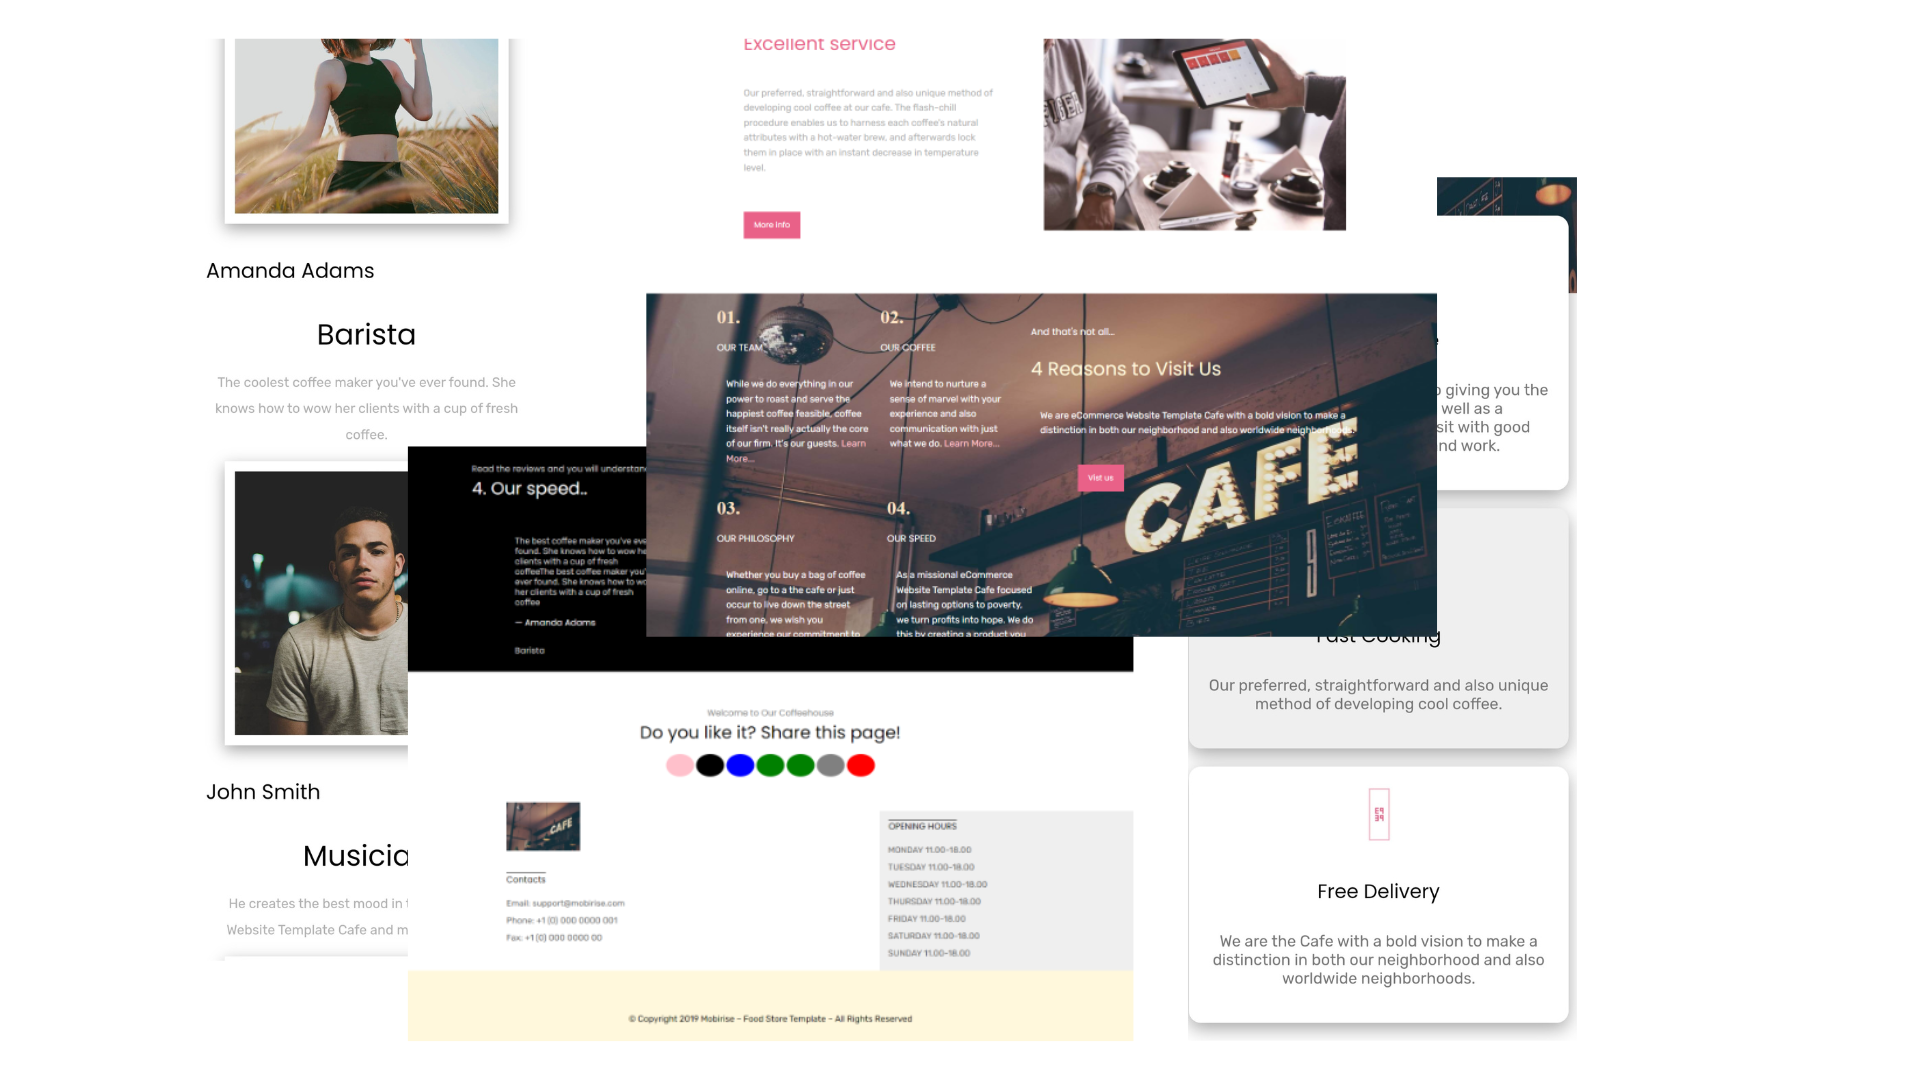 Excellent service
Our preferred, straightforward and also unique method of
developing cool coffee at our cafe. The flash-chill
procedure enables us to harness each coffee's natural
attributes with a hot-water brew, and afterwards lock
them in place with an instant decrease in temperature
level.
More Info
Amanda Adams
Barista
The coolest coffee maker you've ever found. She
knows how to wow her clients with a cup of fresh
coffee.
John Smith
Musicia
He creates the best mood in
Website Template Cafe and m
01.
OUR TEAM
While we do everything in our
power to roast and serve the
happiest coffee feasible, coffee
itself isn't really actually the core
of our firm. It's our guests. Learn
More...
02.
OUR COFFEE
We intend to nurture a
sense of marvel with your
experience and also
communication with just
what we do. Learn More...
And that's not all...
4 Reasons to Visit Us
We are eCommerce Website Template Cafe with a bold vision to make a
distinction in both our neighborhood and also worldwide neighborhoods.
Vist us
CAFE
03.
OUR PHILOSOPHY
Whether you buy a bag of coffee
online, go to a the cafe or just
occur to live down the street
from one, we wish you
experience our commitment to
04.
OUR SPEED
As a missional eCommerce
Website Template Cafe focused
on lasting options to poverty,
we turn profits into hope. We do
this by creating a product you
Read the reviews and you will understan
4. Our speed..
The best coffee maker you've eve
found. She knows how to wow he
clients with a cup of fresh
coffeeThe best coffee maker you'
ever found. She knows how to wo
her clients with a cup of fresh
coffee
— Amanda Adams
Barista
Welcome to Our Coffeehouse
Do you like it? Share this page!
CAFE
Contacts
Email: support@mobirise.com
Phone: +1 (0) 000 0000 001
Fax: +1 (0) 000 0000 00
OPENING HOURS
MONDAY 11.00-18.00
TUESDAY 11.00-18.00
WEDNESDAY 11.00-18.00
THURSDAY 11.00-18.00
FRIDAY 11.00-18.00
SATURDAY 11.00-18.00
SUNDAY 11.00-18.00
© Copyright 2019 Mobirise - Food Store Template - All Rights Reserved
giving you the
well as a
sit with good
nd work.
Fast Cooking
Our preferred, straightforward and also unique
method of developing cool coffee.
Free Delivery
We are the Cafe with a bold vision to make a
distinction in both our neighborhood and also
worldwide neighborhoods.